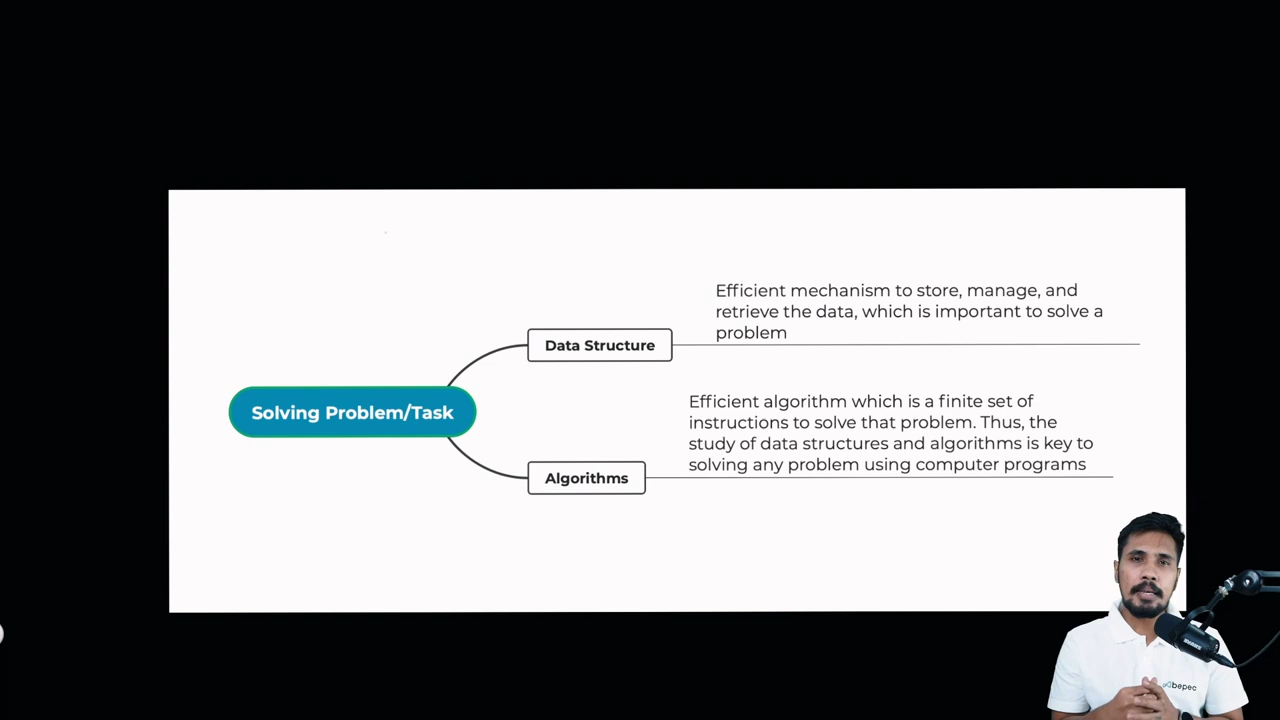 Efficient mechanism to store, manage, and
retrieve the data, which is important to solve a
problem
Data Structure
Solving Problem/Task
Efficient algorithm which is a finite set of
instructions to solve that problem. Thus, the
study of data structures and algorithms is key to
solving any problem using computer programs
Algorithms
bepec